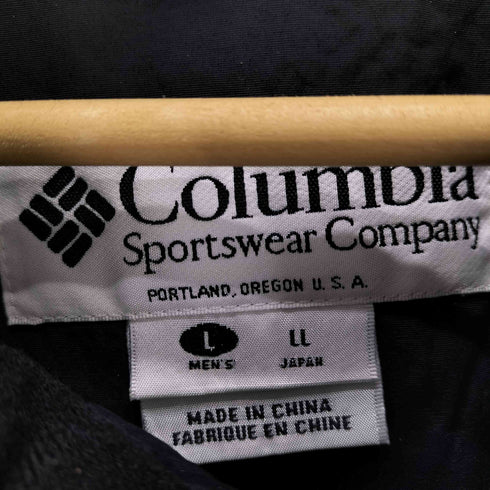 Columbia
Sportswear Company
PORTLAND, OREGON U. S. A.
L LL
MEN'S JAPAN
MADE IN CHINA
FABRIQUE EN CHINE